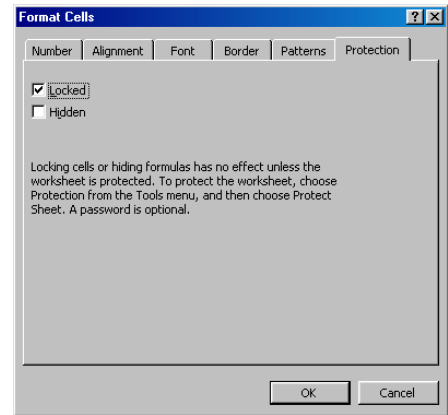 Format Cells
Number Alignment Font Border Patterns Protection
Locked
Hidden
Locking cells or hiding formulas has no effect unless the
worksheet is protected. To protect the worksheet, choose
Protection from the Tools menu, and then choose Protect
Sheet. A password is optional.
OK Cancel